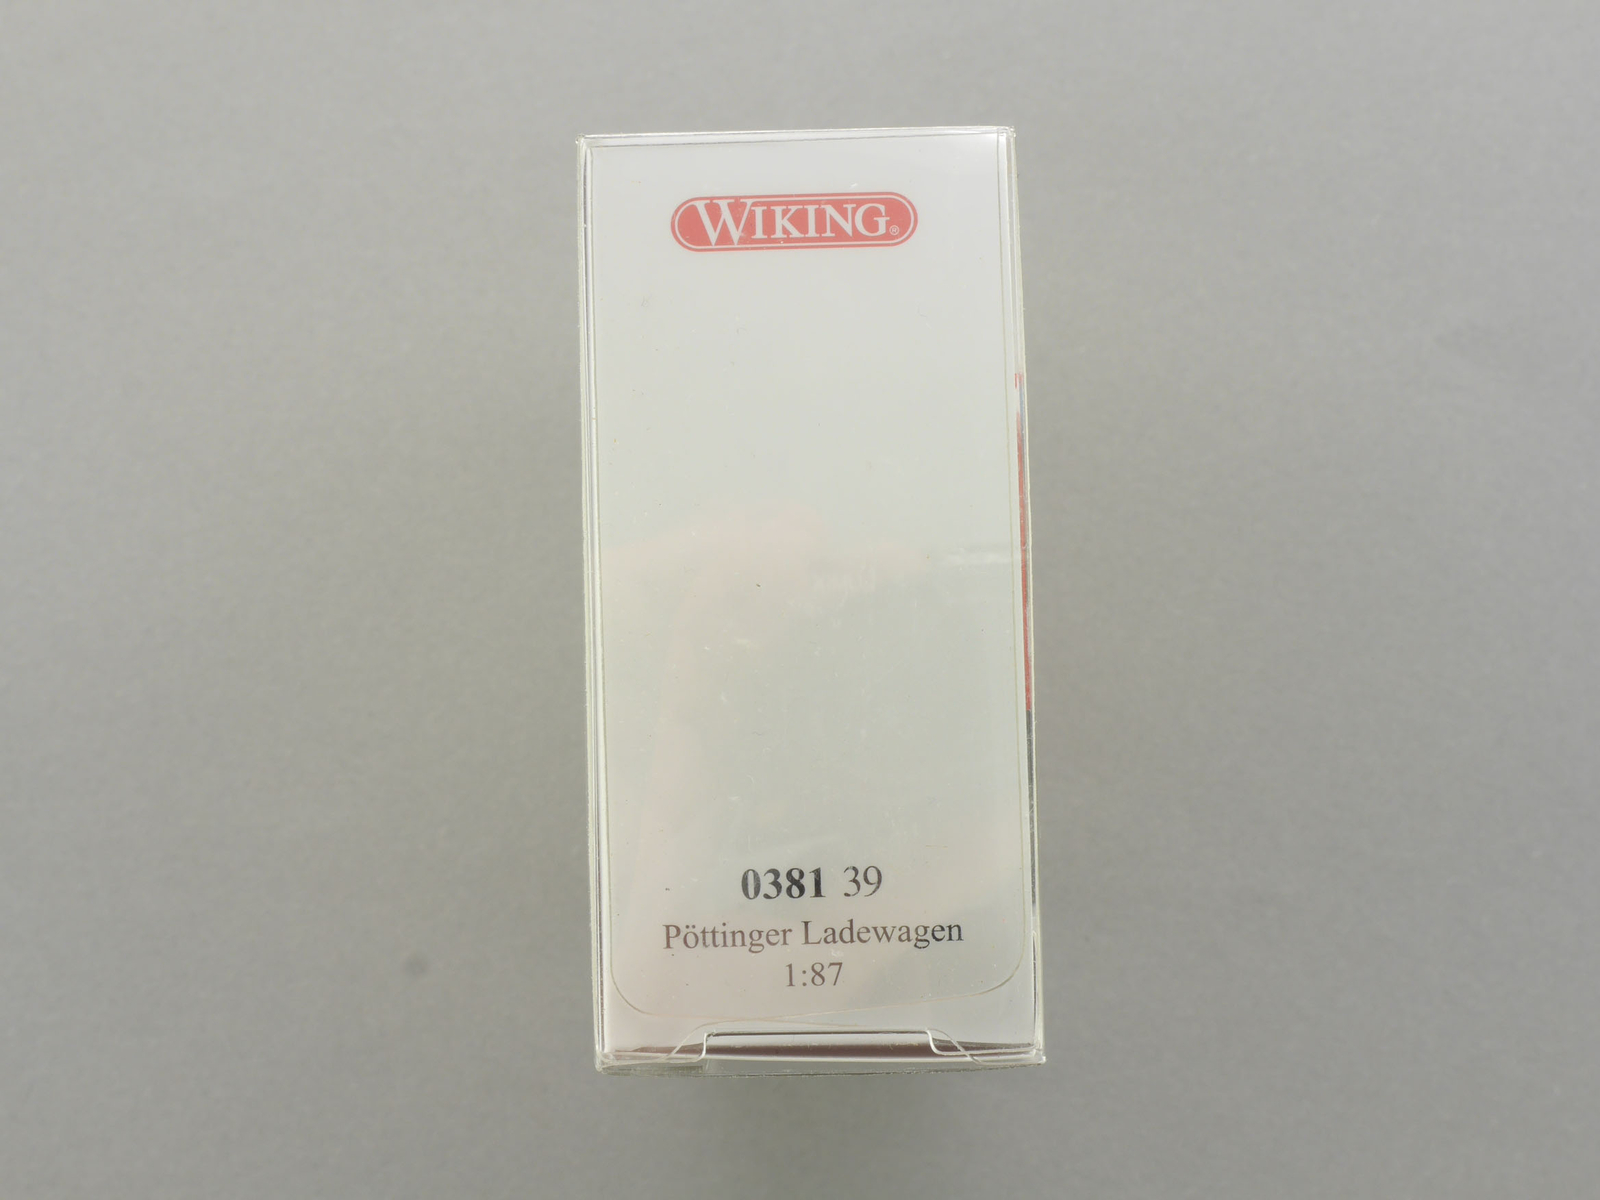 WIKING®
0381 39
Pöttinger Ladewagen
1:87